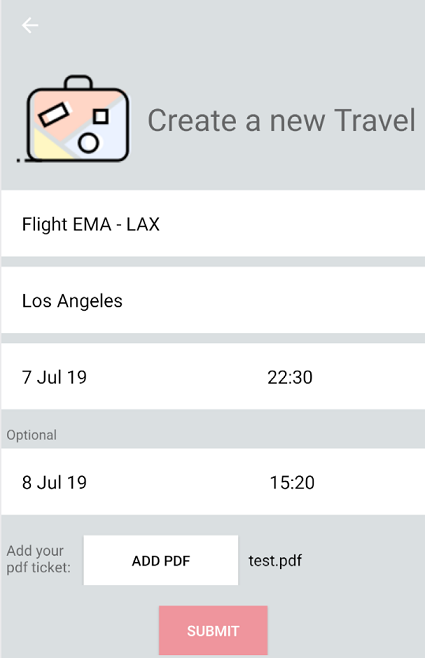 Create a new Travel
Flight EMA - LAX
Los Angeles
7 Jul 19 22:30
Optional
8 Jul 19 15:20
Add your
pdf ticket:
ADD PDF
test.pdf
SUBMIT